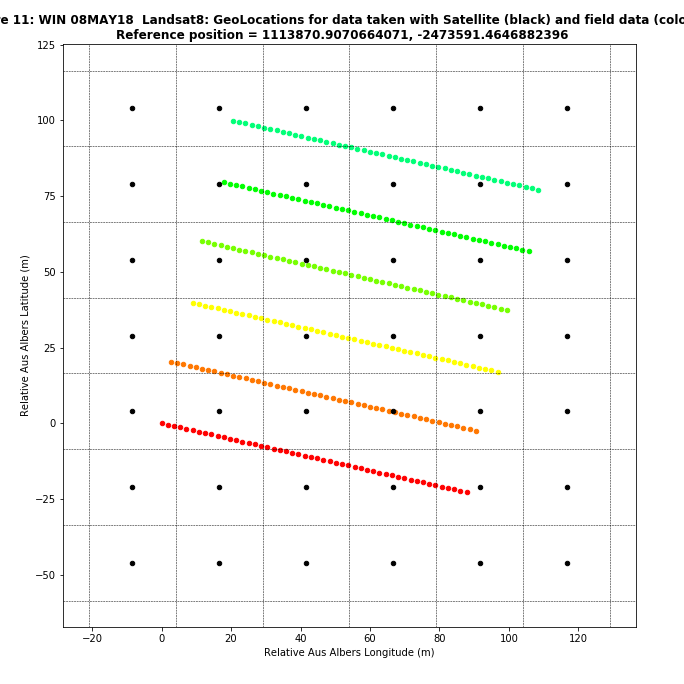 11: WIN 08MAY18 Landsat8: GeoLocations for data taken with Satellite (black) and field data
Reference position = 1113870.9070664071, -2473591.4646882396
125
100
75
50
25
0
−25
−50
Relative Aus Albers Latitude (m)
−20 0 20 40 60 80 100 120
Relative Aus Albers Longitude (m)